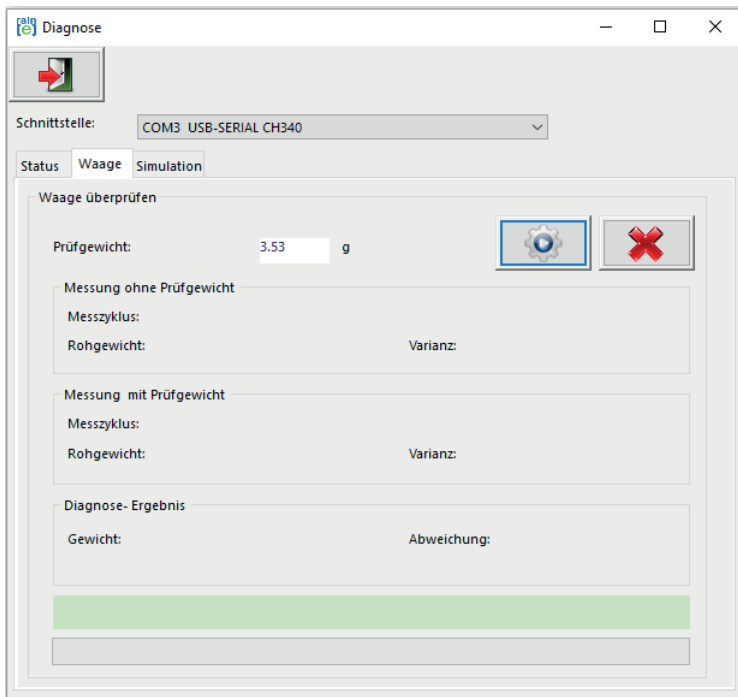 [ein e] Diagnose
Schnittstelle:
COM3 USB-SERIAL CH340
Status Waage Simulation
Waage überprüfen
Prüfgewicht: 3.53 g
Messung ohne Prüfgewicht
Messzyklus:
Rohgewicht: Varianz:
Messung mit Prüfgewicht
Messzyklus:
Rohgewicht: Varianz:
Diagnose- Ergebnis
Gewicht: Abweichung: